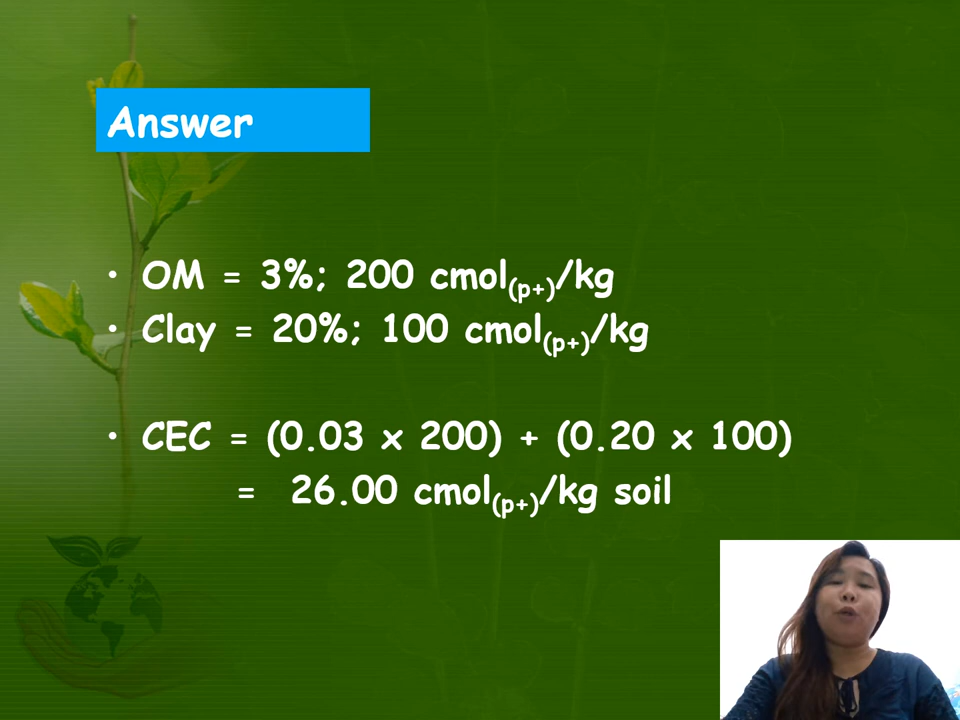 Answer
• OM = 3%; 200 cmol(p+)/kg
• Clay = 20%; 100 cmol(p+)/kg
• CEC = (0.03 x 200) + (0.20 x 100)
= 26.00 cmol(p+)/kg soil